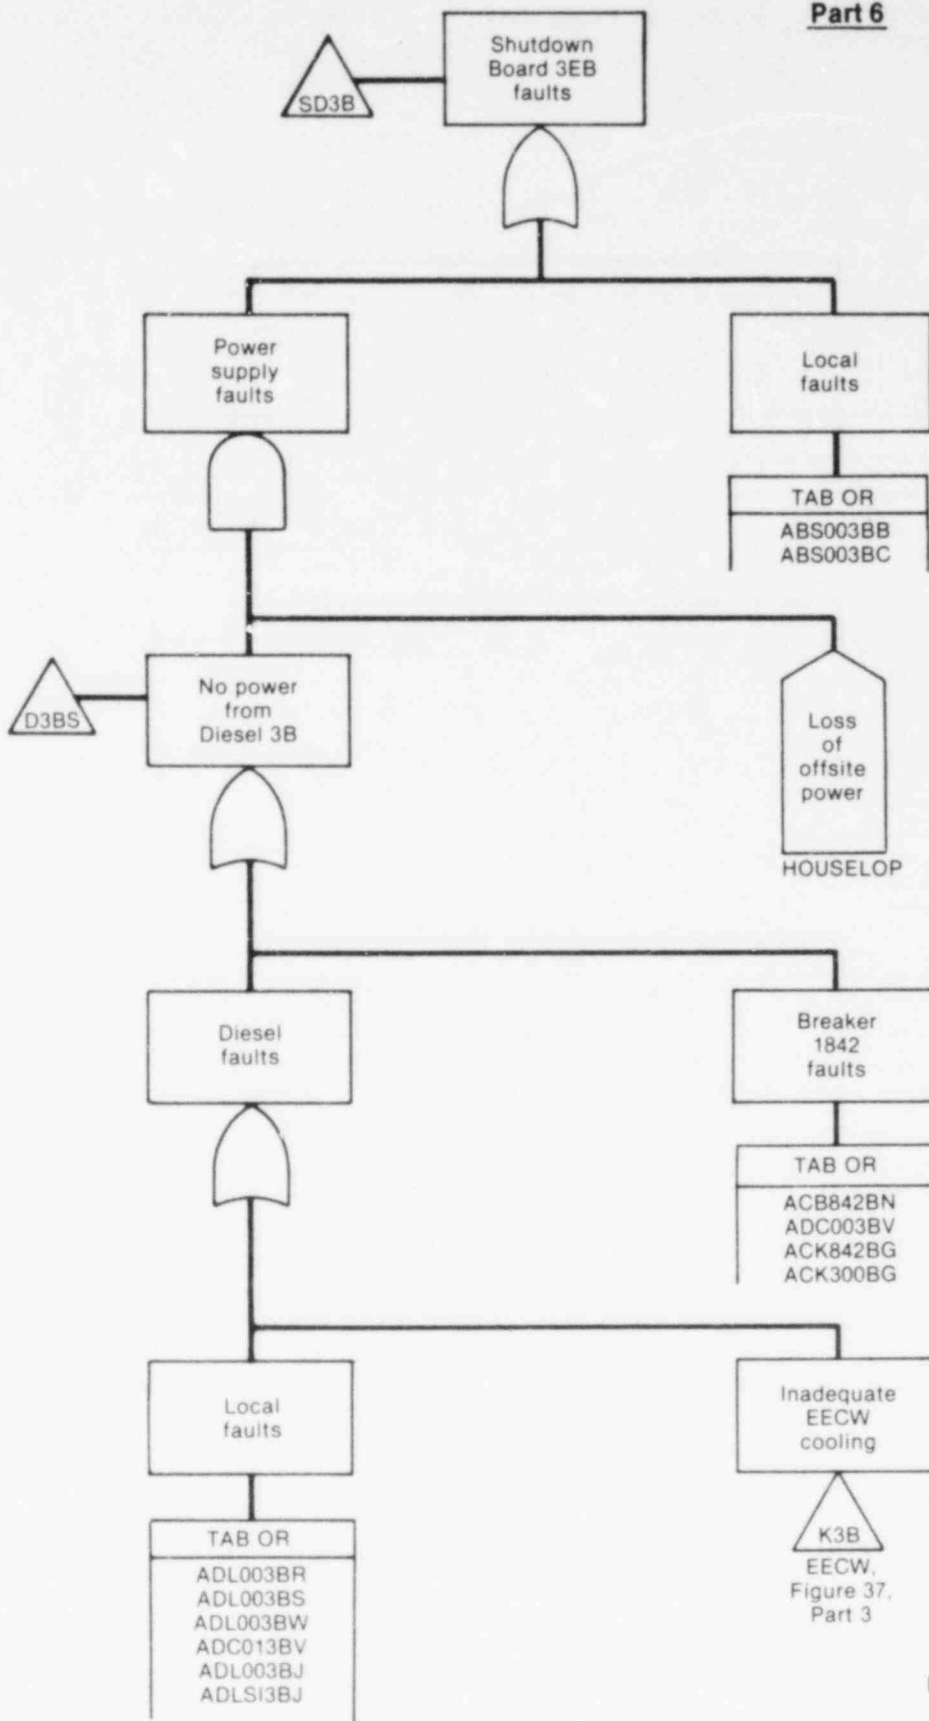 Part 6
SD3B
Shutdown
Board 3EB
faults
Power
supply
faults
Local
faults
TAB OR
ABS003BB
ABS003BC
D3BS
No power
from
Diesel 3B
Loss
of
offsite
power
HOUSELOP
Diesel
faults
Breaker
1842
faults
TAB OR
ACB842BN
ADC003BV
ACK842BG
ACK300BG
Local
faults
Inadequate
EECW
cooling
TAB OR
ADL003BR
ADL003BS
ADL003BW
ADC013BV
ADL003BJ
ADLSI3BJ
K3B
EECW,
Figure 37,
Part 3